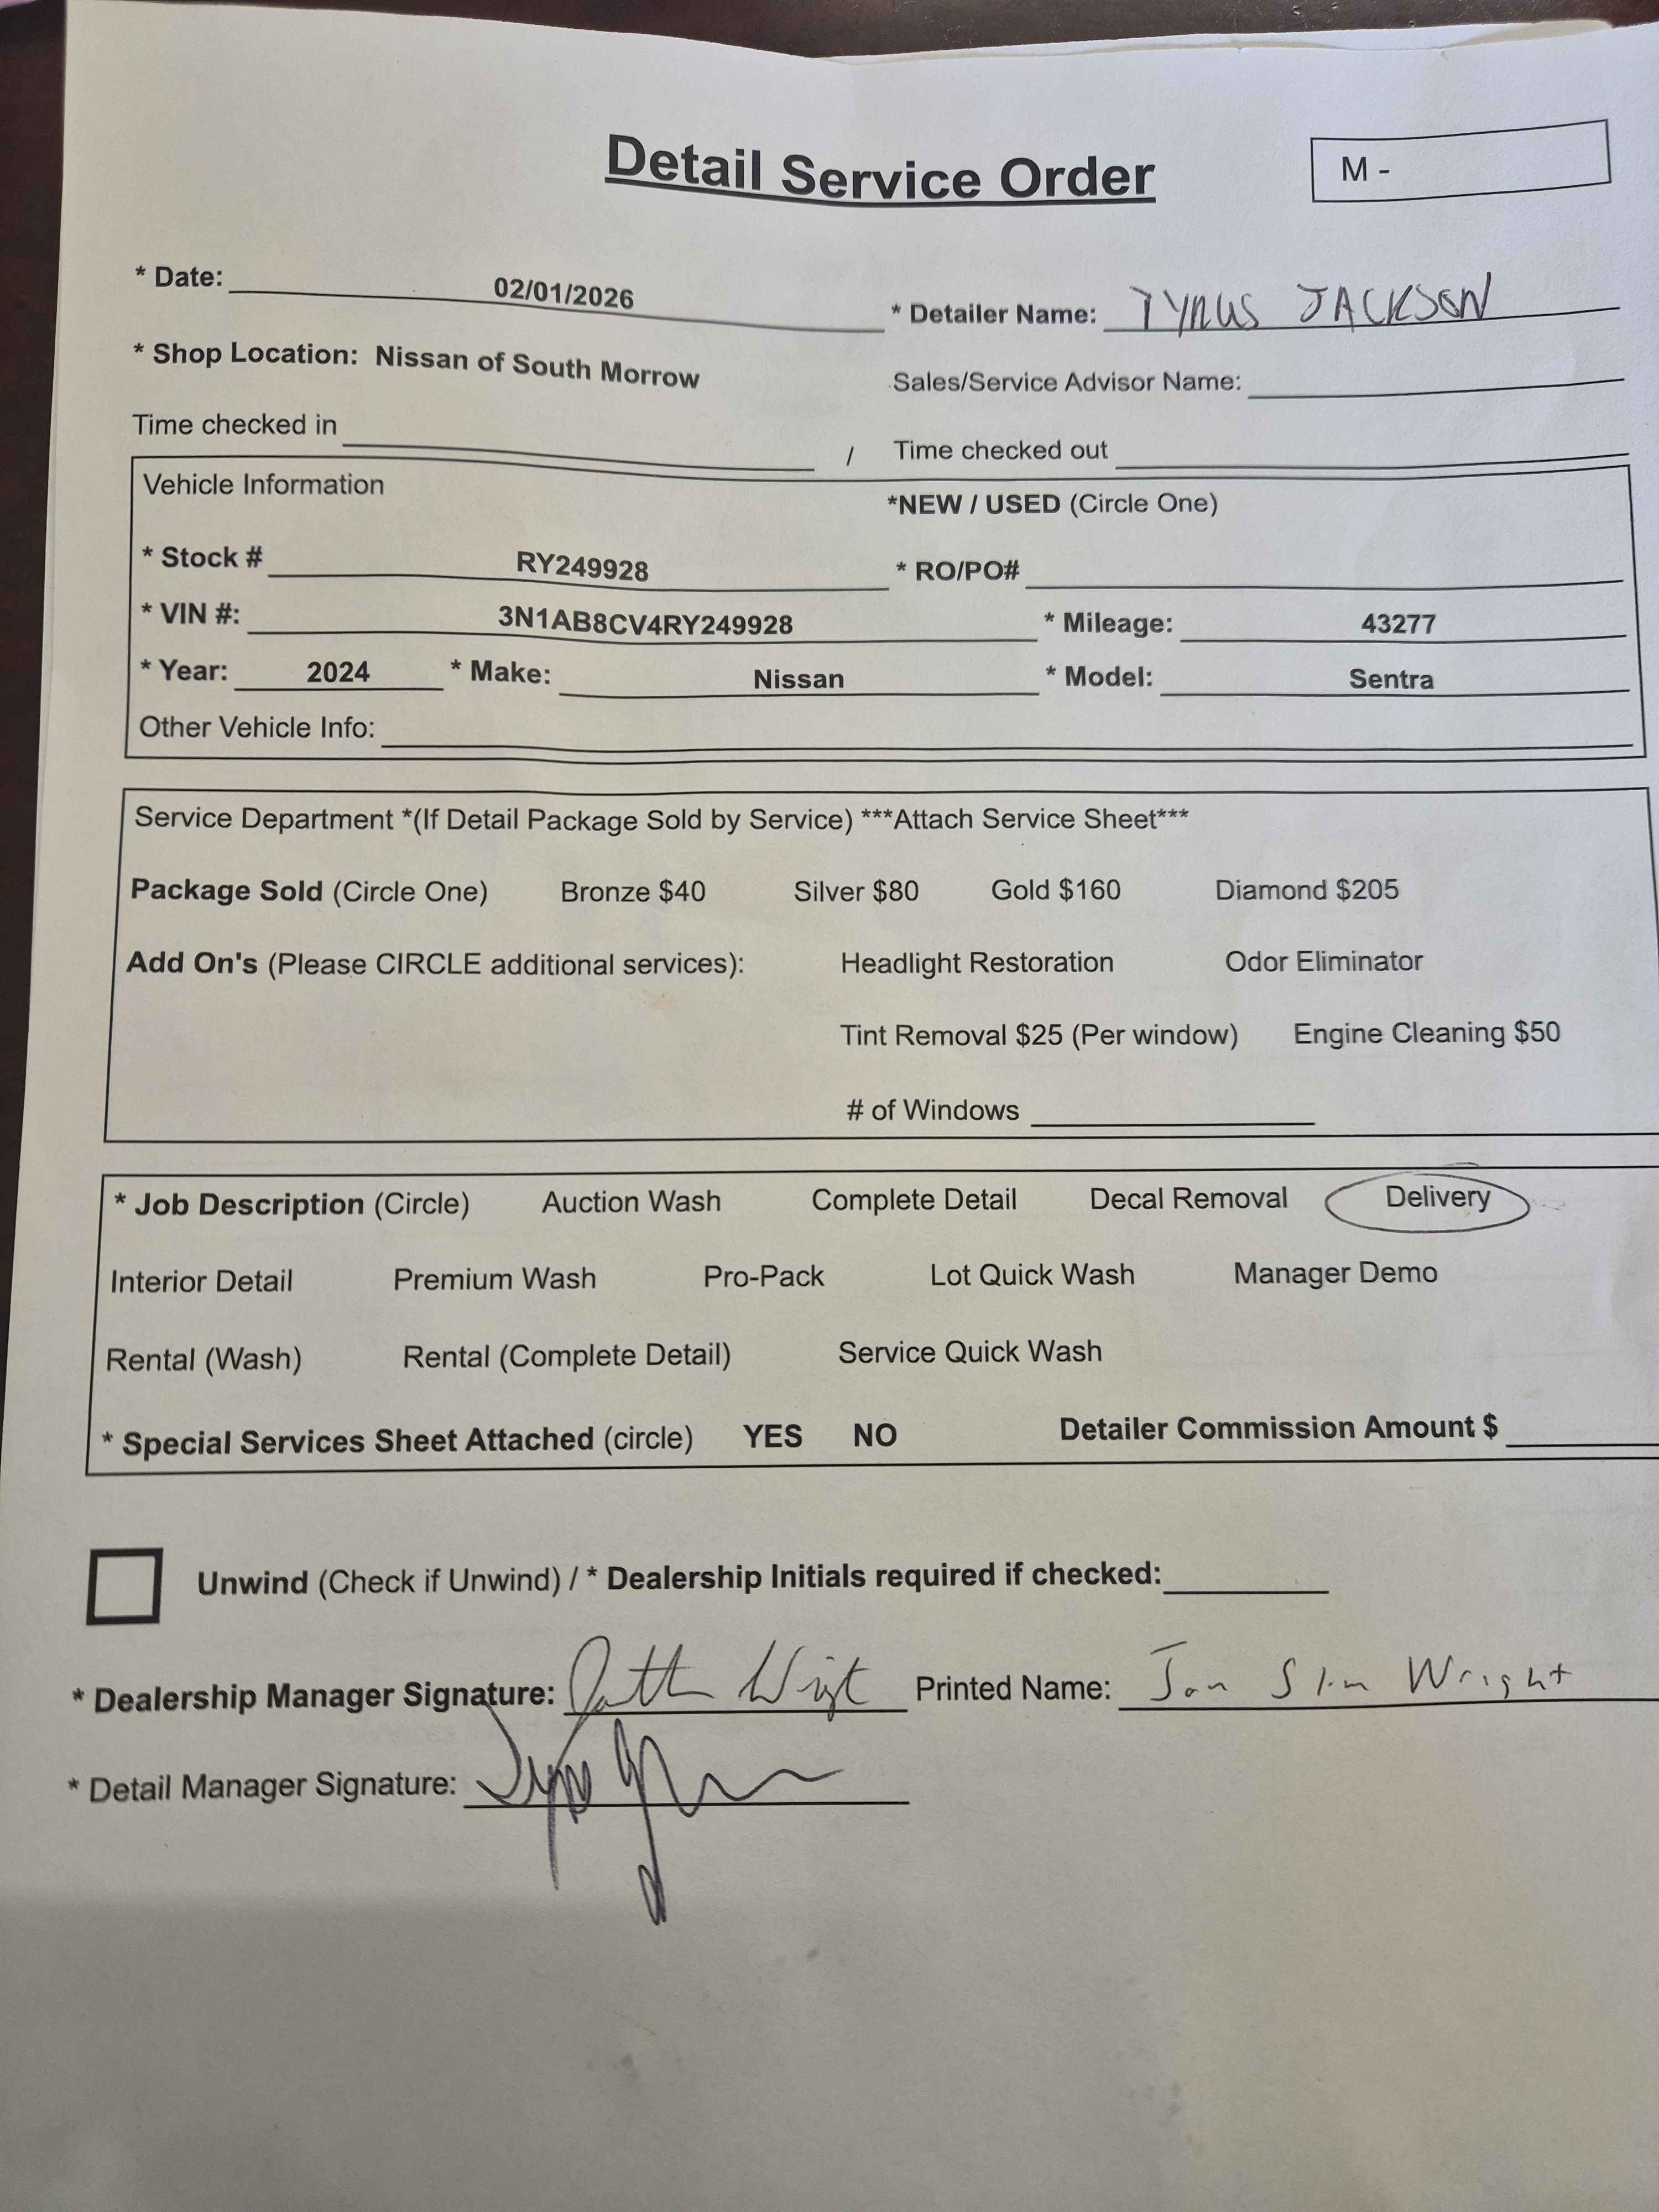 Detail Service Order
M -
* Date: 02/01/2026
* Detailer Name: TYRUS JACKSON
* Shop Location: Nissan of South Morrow
Sales/Service Advisor Name:
Time checked in / Time checked out
Vehicle Information
*NEW / USED (Circle One)
* Stock # RY249928 * RO/PO#
* VIN #: 3N1AB8CV4RY249928 * Mileage: 43277
* Year: 2024 * Make: Nissan * Model: Sentra
Other Vehicle Info:
Service Department *(If Detail Package Sold by Service) ***Attach Service Sheet***
Package Sold (Circle One) Bronze $40 Silver $80 Gold $160 Diamond $205
Add On's (Please CIRCLE additional services): Headlight Restoration Odor Eliminator
Tint Removal $25 (Per window) Engine Cleaning $50
# of Windows
* Job Description (Circle) Auction Wash Complete Detail Decal Removal Delivery
Interior Detail Premium Wash Pro-Pack Lot Quick Wash Manager Demo
Rental (Wash) Rental (Complete Detail) Service Quick Wash
* Special Services Sheet Attached (circle) YES NO Detailer Commission Amount $
Unwind (Check if Unwind) / * Dealership Initials required if checked:
* Dealership Manager Signature: Printed Name: Jon Slim Wright
* Detail Manager Signature: